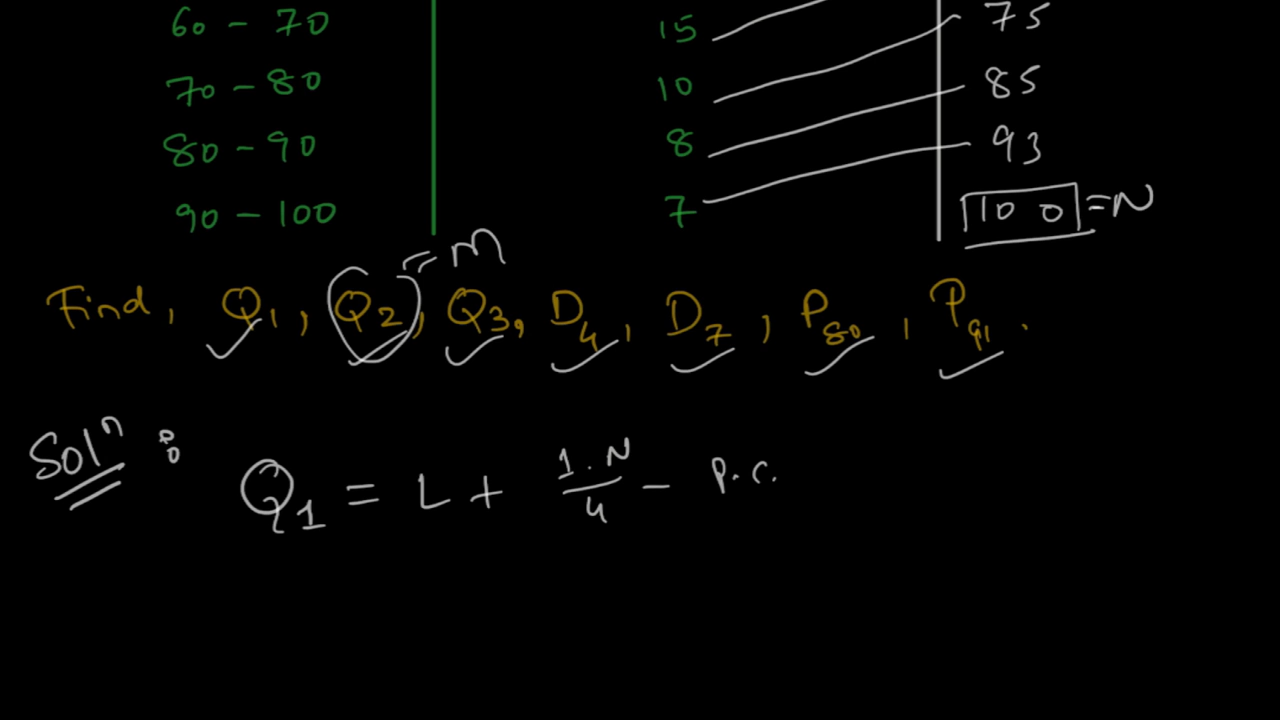 60 - 70 15 75
70 - 80 10 85
80 - 90 8 93
90 - 100 7 100 = N
= M
Find, Q1, Q2, Q3, D4, D7, P80, P91.
Solⁿ : Q1 = L + 1.N/4 - P.C.